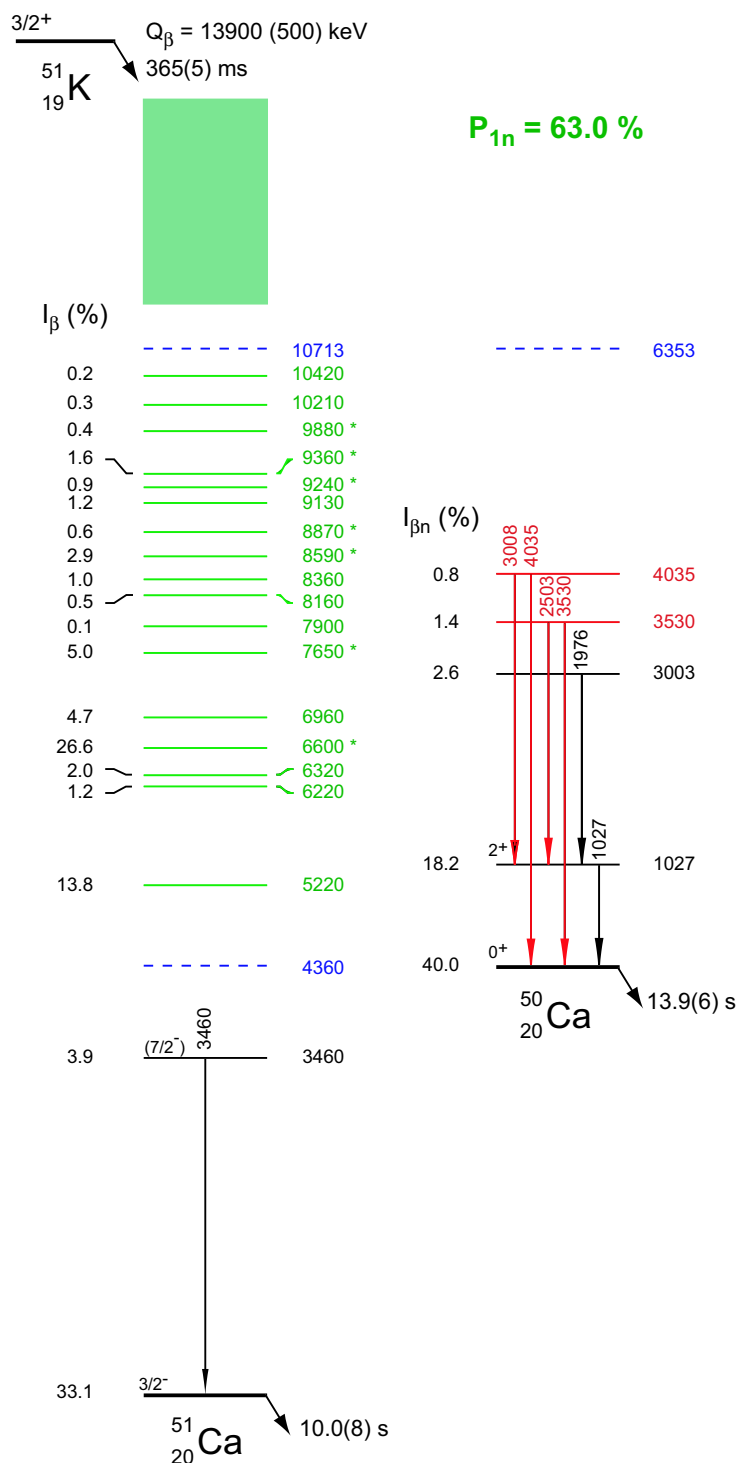 3/2+
Qβ = 13900 (500) keV
365(5) ms
51
19K
P1n = 63.0 %
Iβ (%)
10713
6353
0.2 10420
0.3 10210
0.4 9880 *
1.6 9360 *
0.9 9240 *
1.2 9130
0.6 8870 *
2.9 8590 *
1.0 8360
0.5 8160
0.1 7900
5.0 7650 *
4.7 6960
26.6 6600 *
2.0 6320
1.2 6220
13.8 5220
4360
3460
3.9 (7/2-) 3460
33.1 3/2-
10.0(8) s
51
20Ca
Iβn (%)
3008 4035
0.8 4035
2503 3530
1.4 3530
1976
2.6 3003
1027
18.2 2+ 1027
40.0 0+
13.9(6) s
50
20Ca